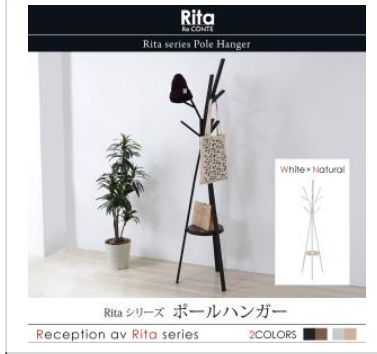 Rita
Re CONTE
Rita series Pole Hanger
White×Natural
Rita シリーズ ポールハンガー
Reception av Rita series 2COLORS